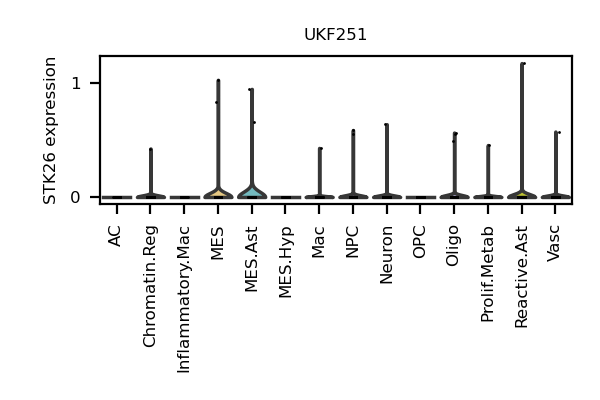 UKF251
STK26 expression
1
0
AC
Chromatin.Reg
Inflammatory.Mac
MES
MES.Ast
MES.Hyp
Mac
NPC
Neuron
OPC
Oligo
Prolif.Metab
Reactive.Ast
Vasc